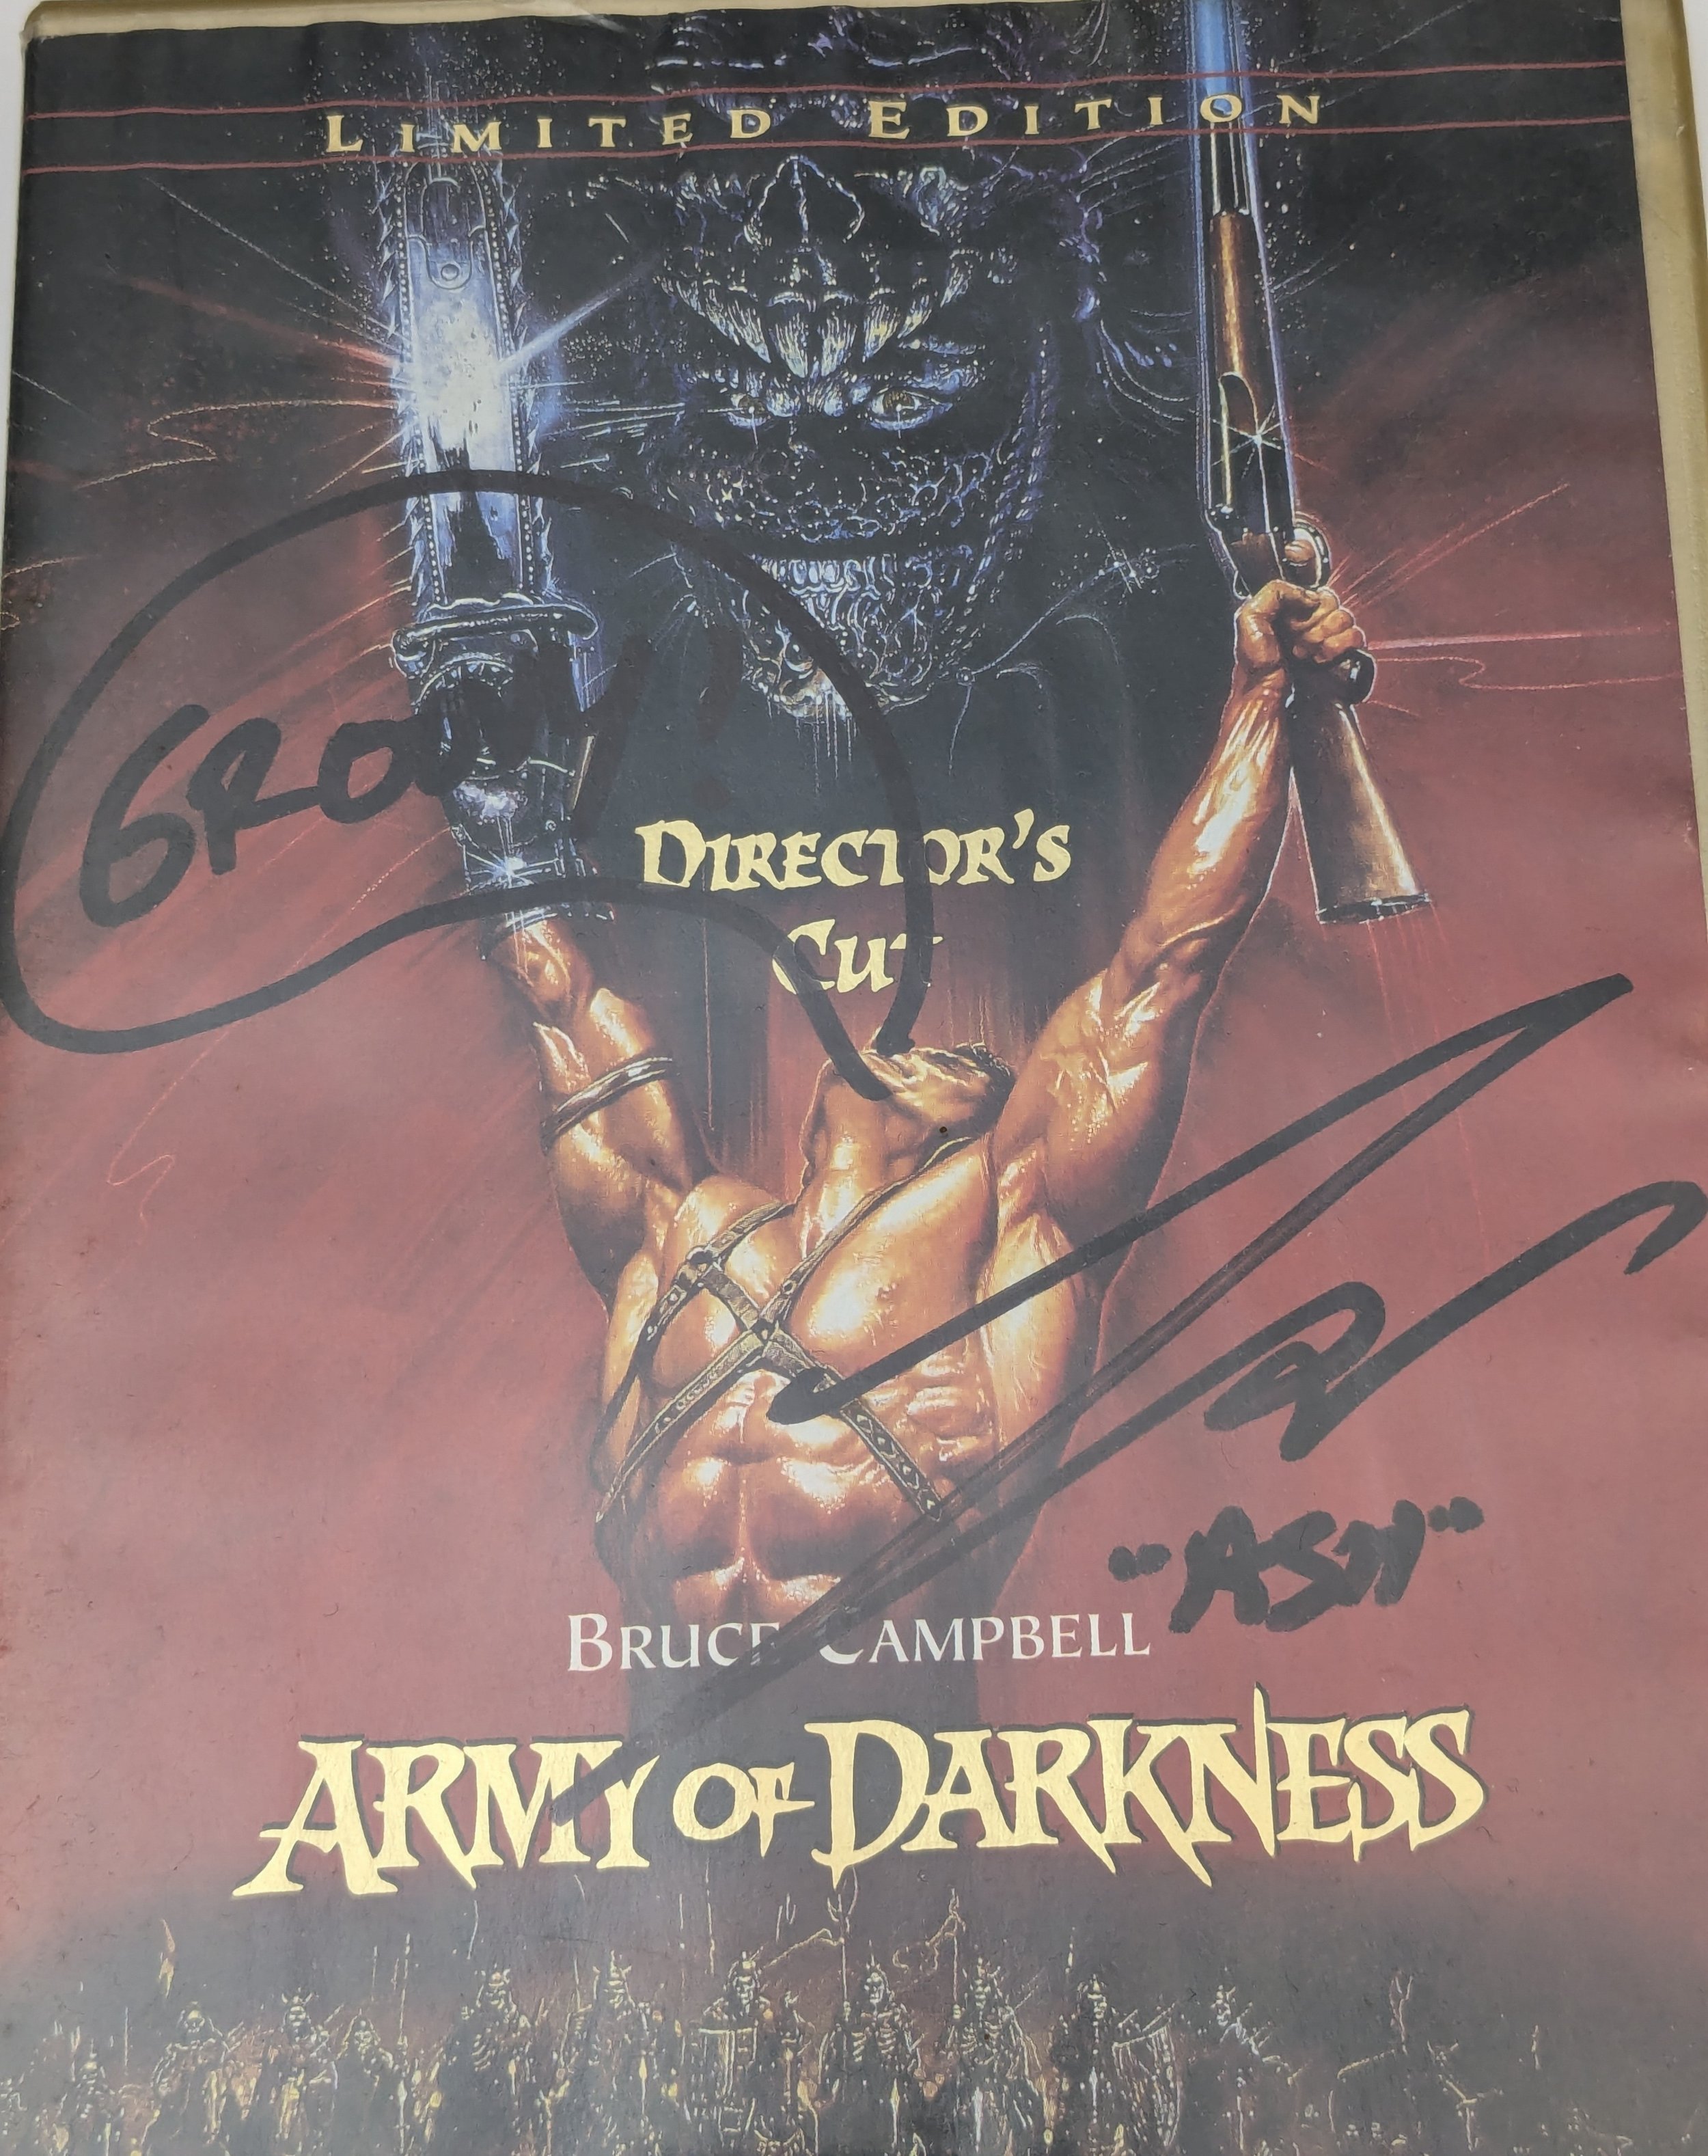 LIMITED EDITION
GROOVY!
DIRECTOR'S
CUT
"ASH"
BRUCE CAMPBELL
ARMY OF DARKNESS